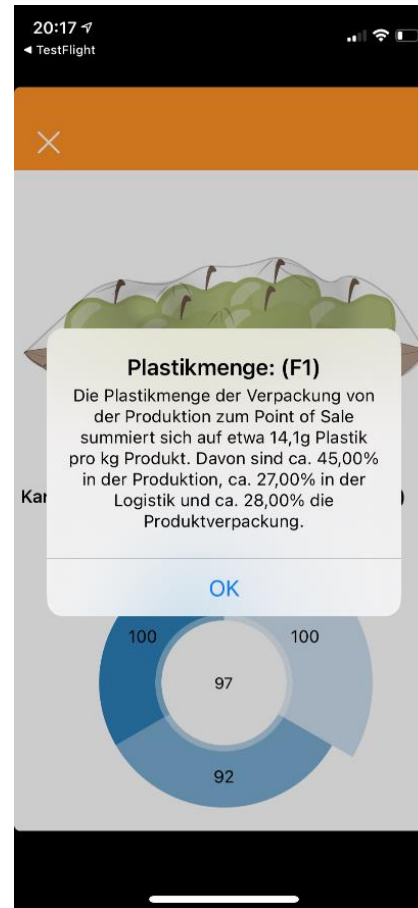 20:17
◀ TestFlight
Plastikmenge: (F1)
Die Plastikmenge der Verpackung von
der Produktion zum Point of Sale
summiert sich auf etwa 14,1g Plastik
pro kg Produkt. Davon sind ca. 45,00%
in der Produktion, ca. 27,00% in der
Logistik und ca. 28,00% die
Produktverpackung.
OK
100
100
97
92